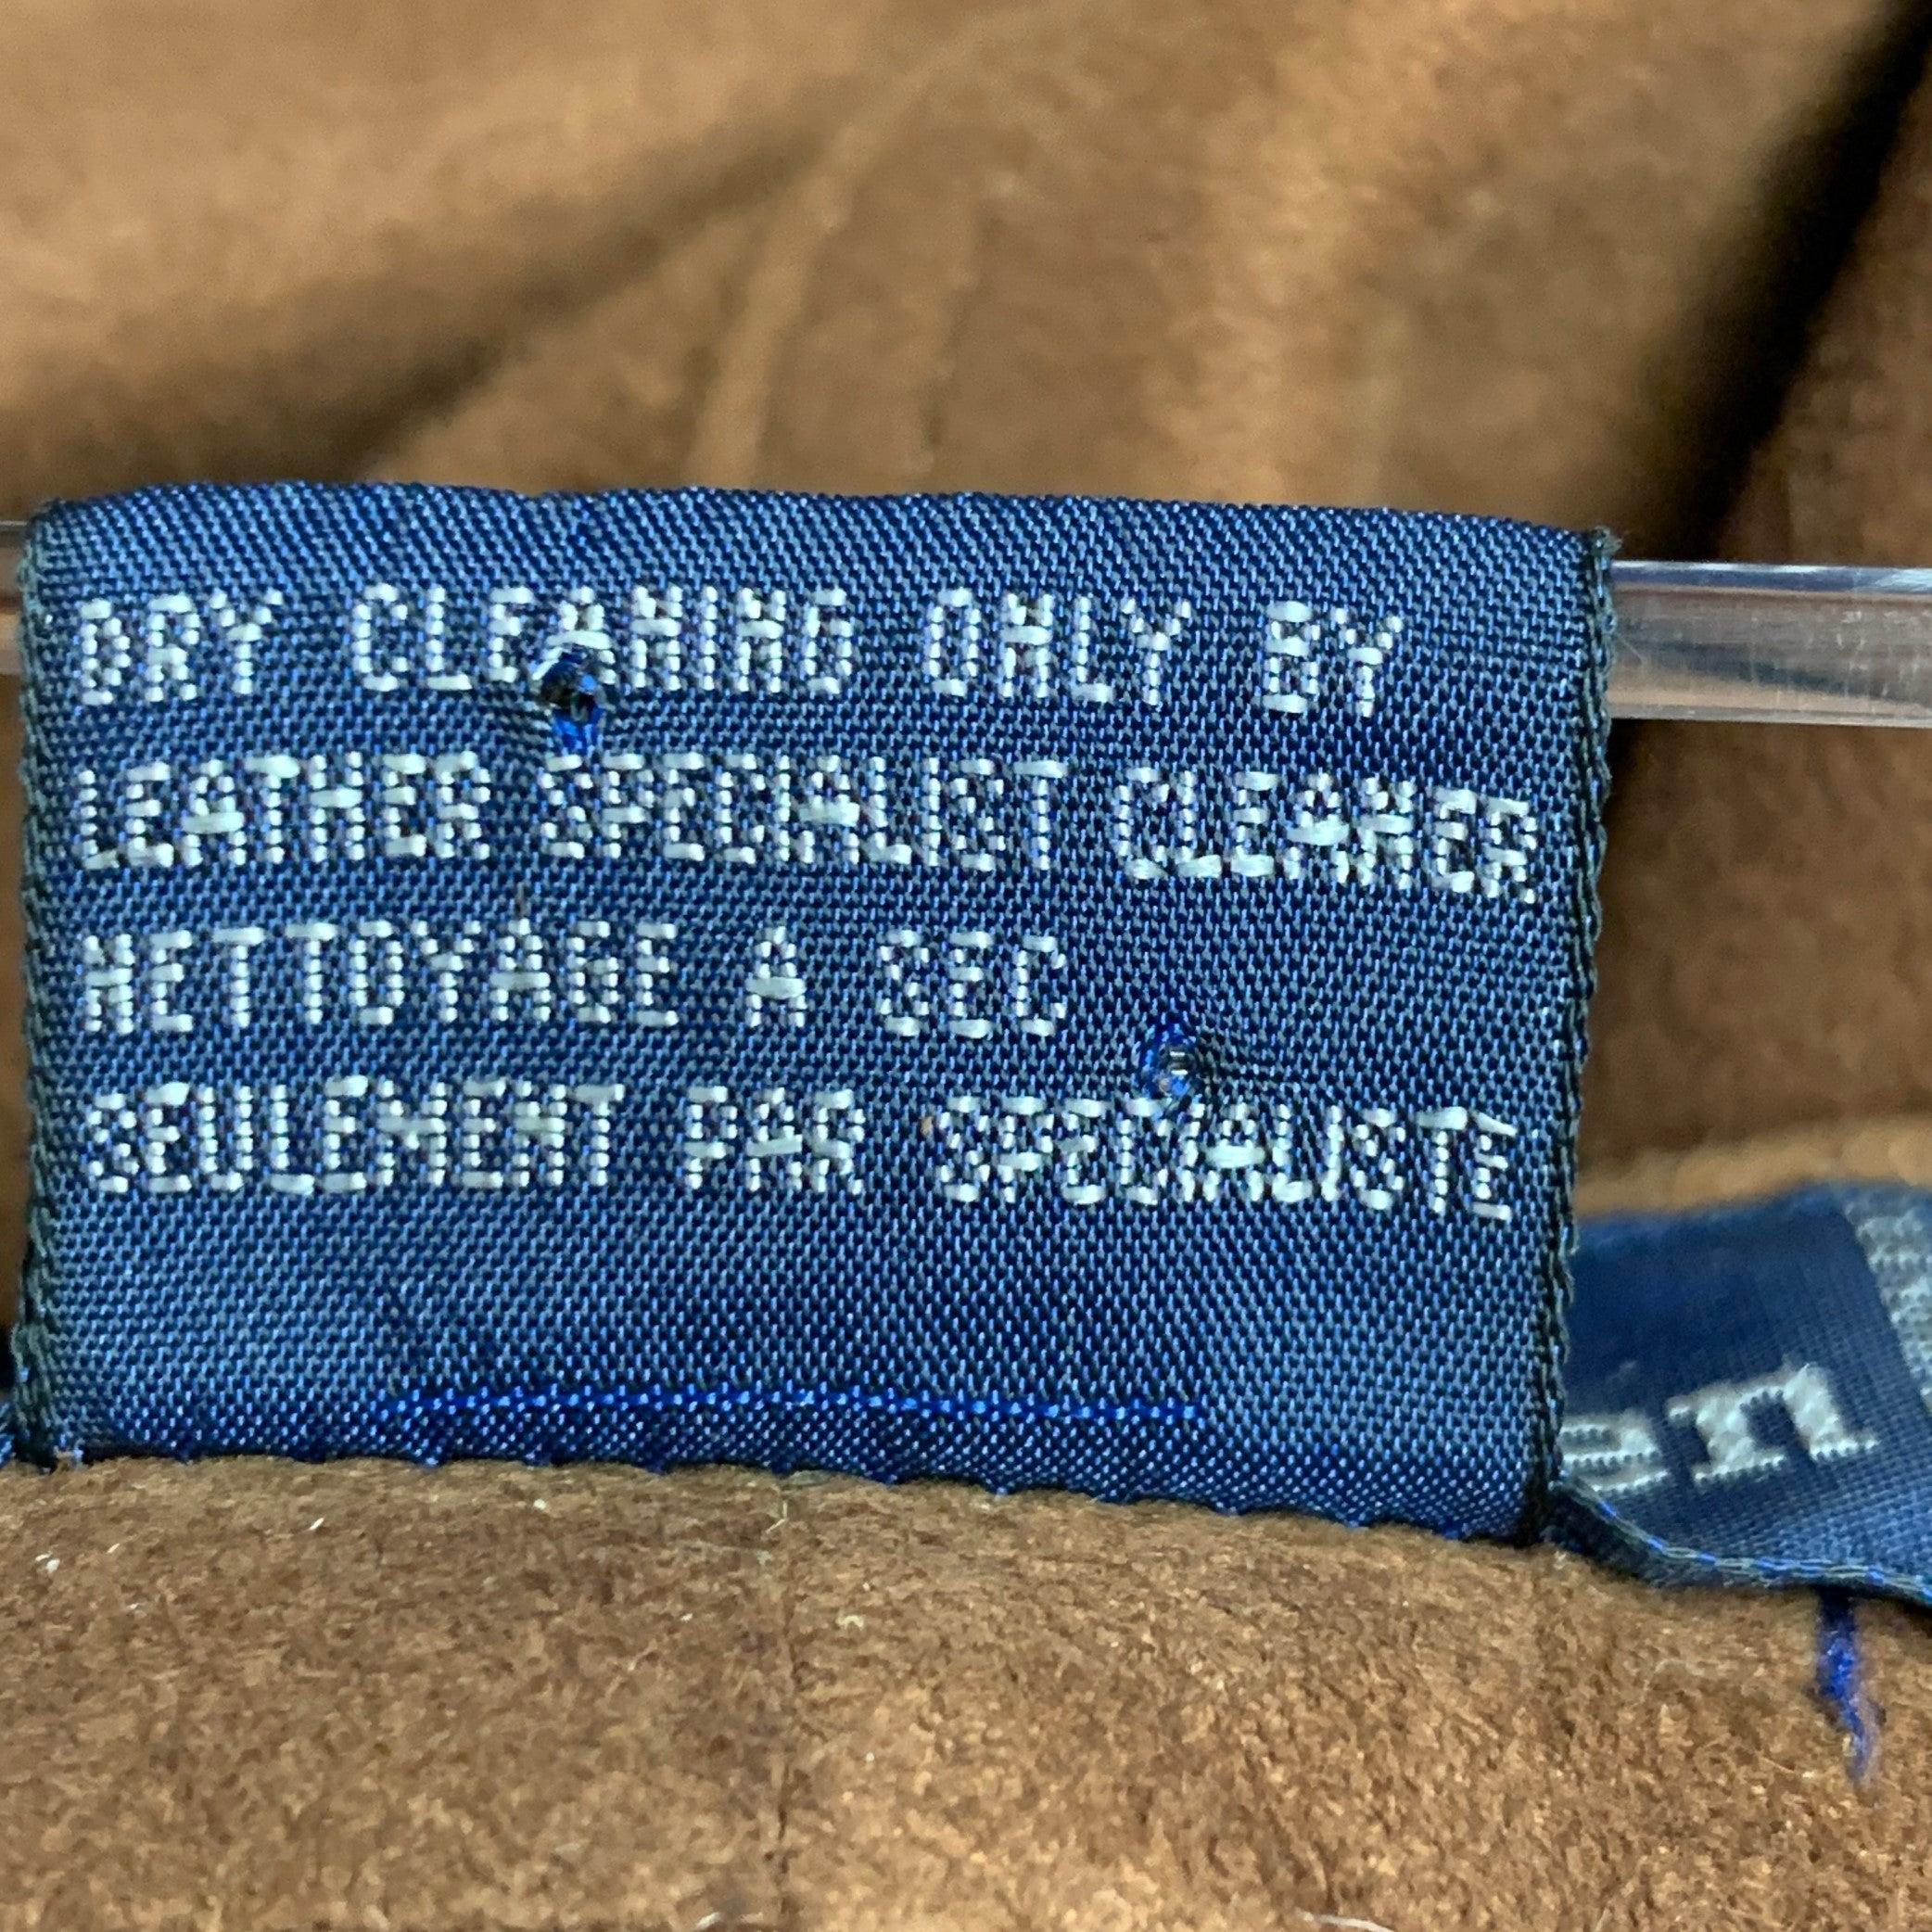 DRY CLEANING ONLY BY
LEATHER SPECIALIST CLEANER
NETTOYAGE A SEC
SEULEMENT PAR SPECIALISTE